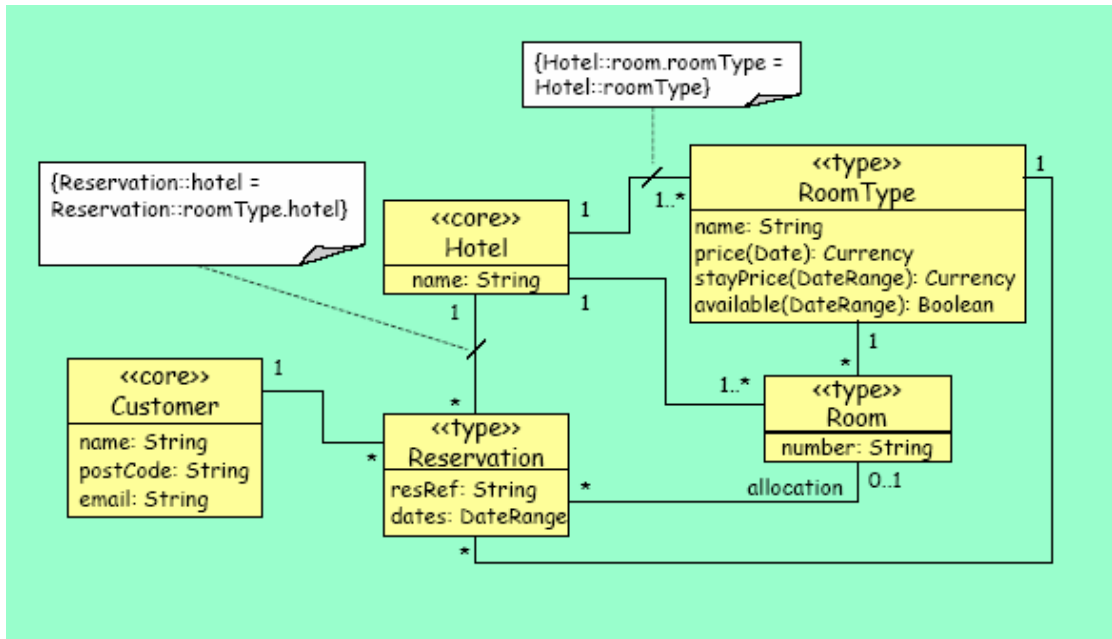 {Hotel::room.roomType =
Hotel::roomType}
{Reservation::hotel =
Reservation::roomType.hotel}
<<type>>
RoomType
name: String
price(Date): Currency
stayPrice(DateRange): Currency
available(DateRange): Boolean
1
1..*
1
<<core>>
Hotel
name: String
1
1
1
*
1..*
<<type>>
Room
number: String
<<core>>
Customer
name: String
postCode: String
email: String
1
*
*
<<type>>
Reservation
resRef: String
dates: DateRange
*
allocation
0..1
*